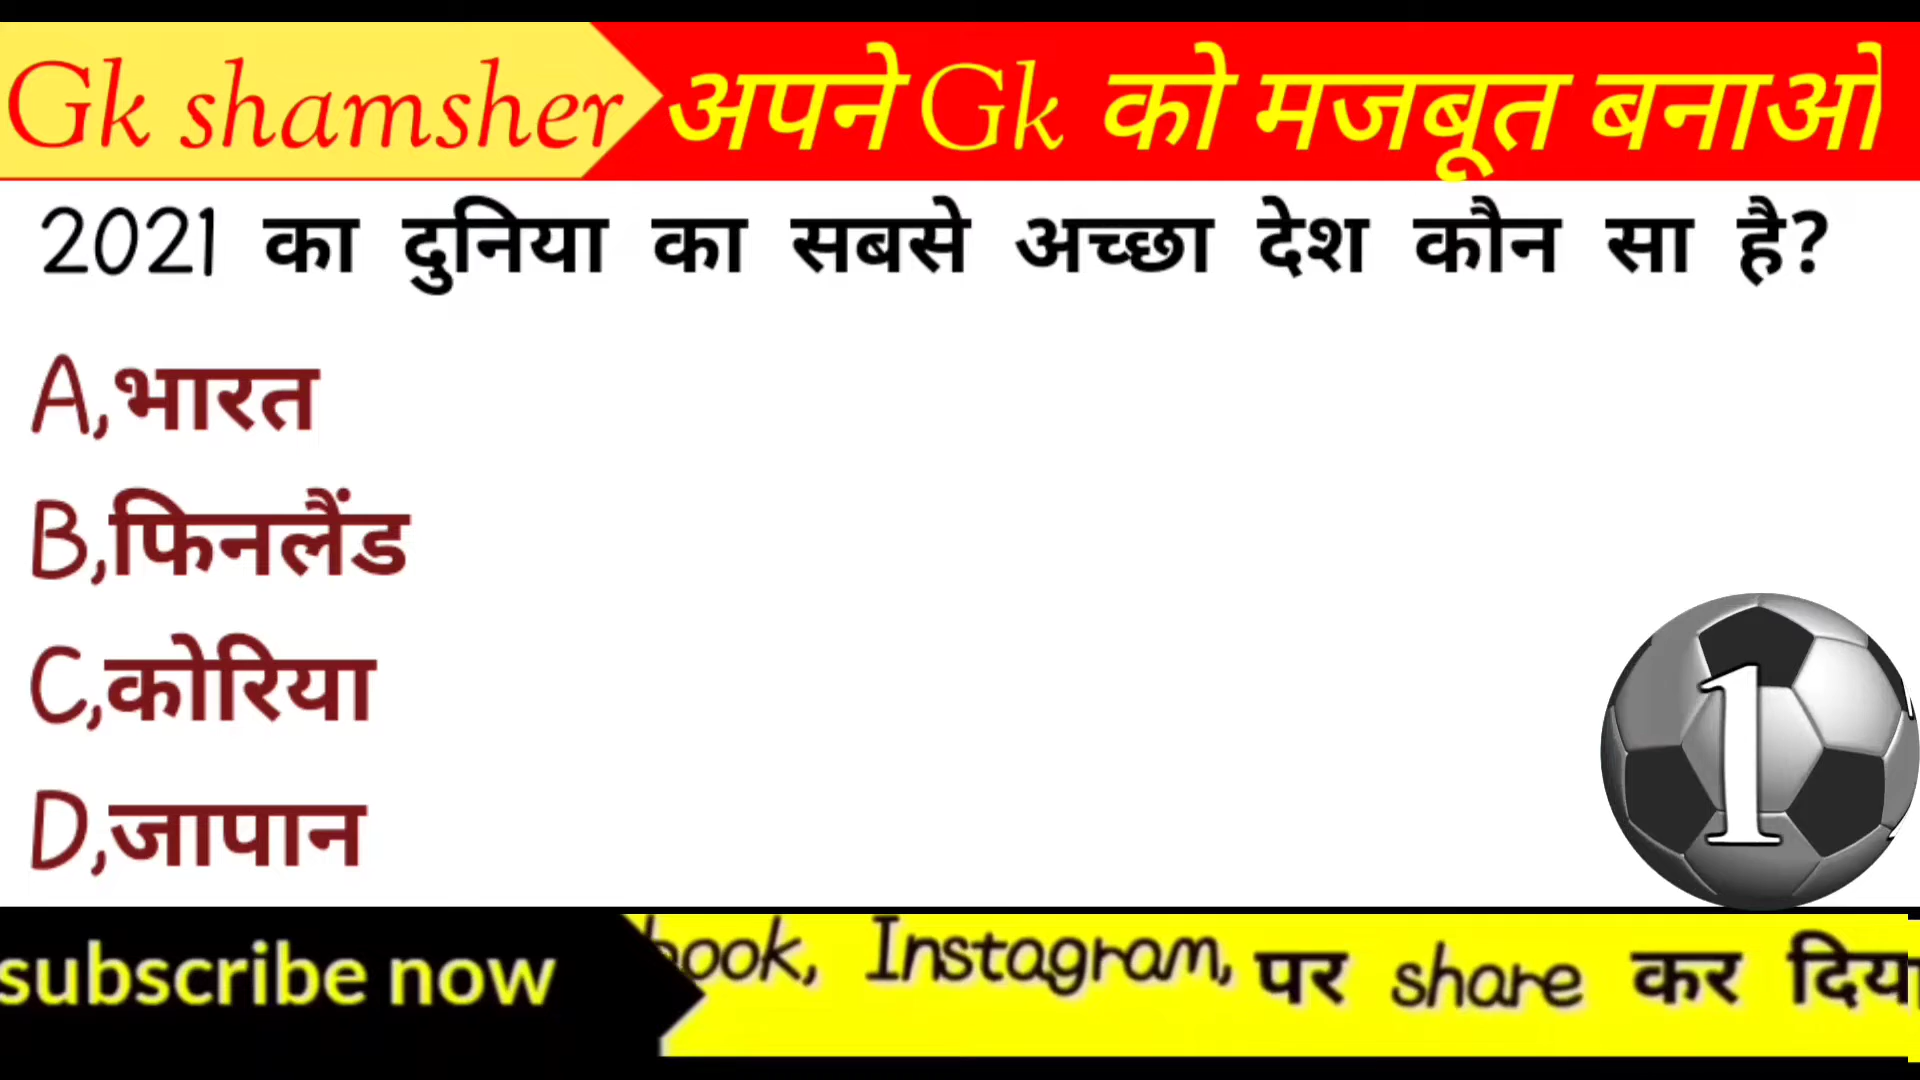 Gk shamsher अपने Gk को मजबूत बनाओ
2021 का दुनिया का सबसे अच्छा देश कौन सा है?
A,भारत
B,फिनलैंड
C,कोरिया
D,जापान
1
subscribe now Instagram, पर share कर